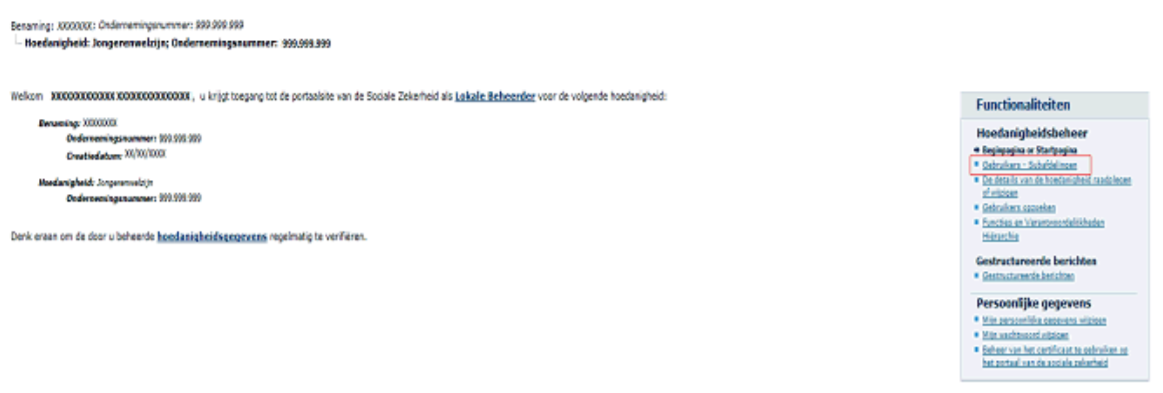 Benaming: XXXXXXX; Ondernemingsnummer: 999.999.999
Hoedanigheid: Jongerenwelzijn; Ondernemingsnummer: 999.999.999
Welkom XXXXXXXXXXXX XXXXXXXXXXXXX, u krijgt toegang tot de portaalsite van de Sociale Zekerheid als Lokale Beheerder voor de volgende hoedanigheid:
Benaming: XXXXXXXX
Ondernemingsnummer: 999.999.999
Creatiedatum: XX/XX/XXXX
Hoedanigheid: Jongerenwelzijn
Ondernemingsnummer: 999.999.999
Denk eraan om de door u beheerde hoedanigheidsgegevens regelmatig te verifiëren.
Functionaliteiten
Hoedanigheidsbeheer
Beginpagina or Startpagina
Gebruikers - Subafdelingen
De details van de hoedanigheid raadplegen
of wijzigen
Gebruikers opzoeken
Functies en Verantwoordelijkheden
Hiërarchie
Gestructureerde berichten
Gestructureerde berichten
Persoonlijke gegevens
Mijn persoonlijke gegevens wijzigen
Mijn wachtwoord wijzigen
Beheer van het certificaat te gebruiken op
het portaal van de sociale zekerheid